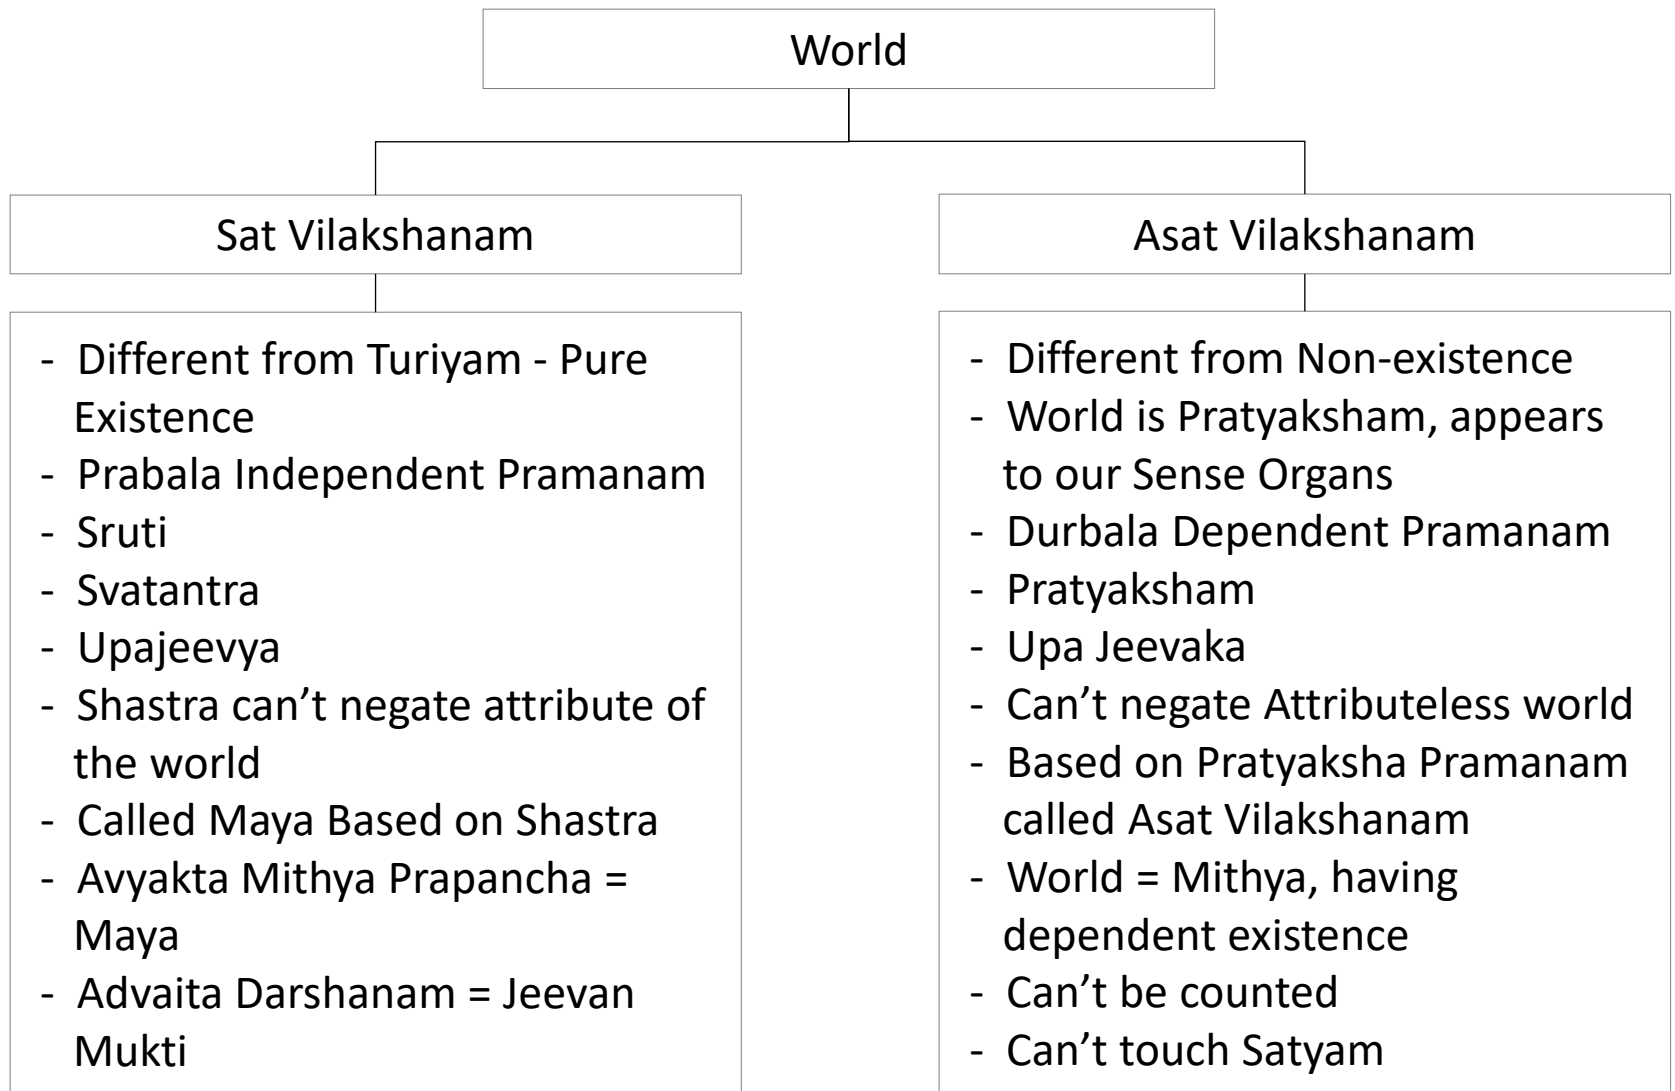 World
Sat Vilakshanam
- Different from Turiyam - Pure
Existence
- Prabala Independent Pramanam
- Sruti
- Svatantra
- Upajeevya
- Shastra can’t negate attribute of
the world
- Called Maya Based on Shastra
- Avyakta Mithya Prapancha =
Maya
- Advaita Darshanam = Jeevan
Mukti
Asat Vilakshanam
- Different from Non-existence
- World is Pratyaksham, appears
to our Sense Organs
- Durbala Dependent Pramanam
- Pratyaksham
- Upa Jeevaka
- Can’t negate Attributeless world
- Based on Pratyaksha Pramanam
called Asat Vilakshanam
- World = Mithya, having
dependent existence
- Can’t be counted
- Can’t touch Satyam